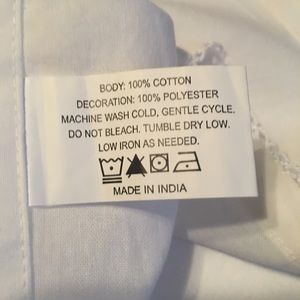 BODY: 100% COTTON
DECORATION: 100% POLYESTER
MACHINE WASH COLD, GENTLE CYCLE.
DO NOT BLEACH. TUMBLE DRY LOW.
LOW IRON AS NEEDED.
MADE IN INDIA